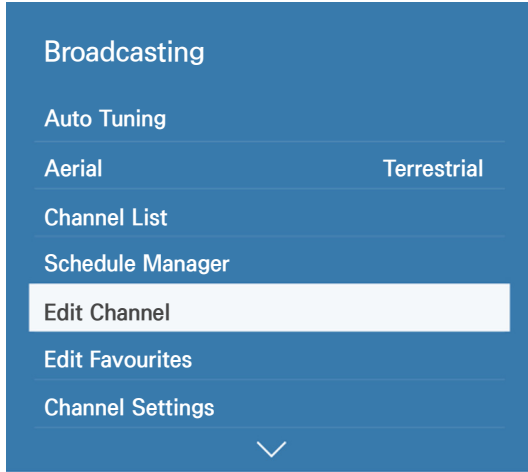 Broadcasting
Auto Tuning
Aerial Terrestrial
Channel List
Schedule Manager
Edit Channel
Edit Favourites
Channel Settings